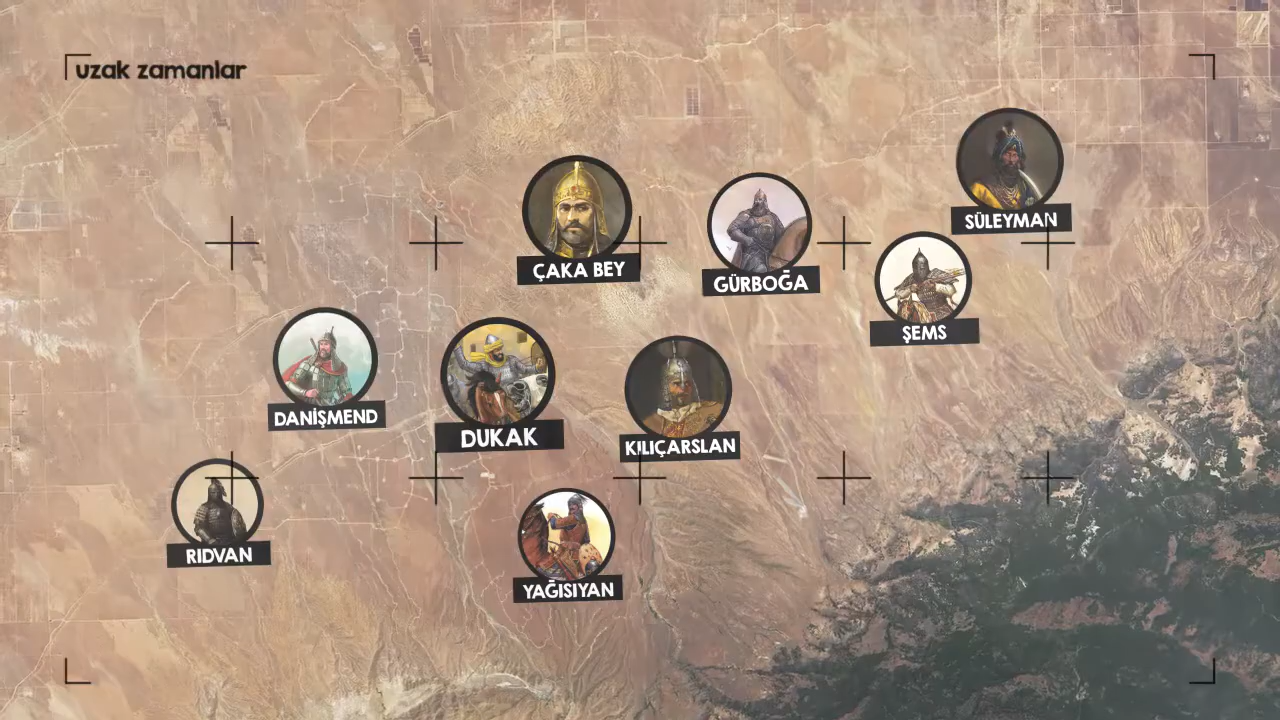 uzak zamanlar
SÜLEYMAN
ÇAKA BEY
GÜRBOĞA
ŞEMS
DANİŞMEND
DUKAK
KILIÇARSLAN
RIDVAN
YAĞISIYAN